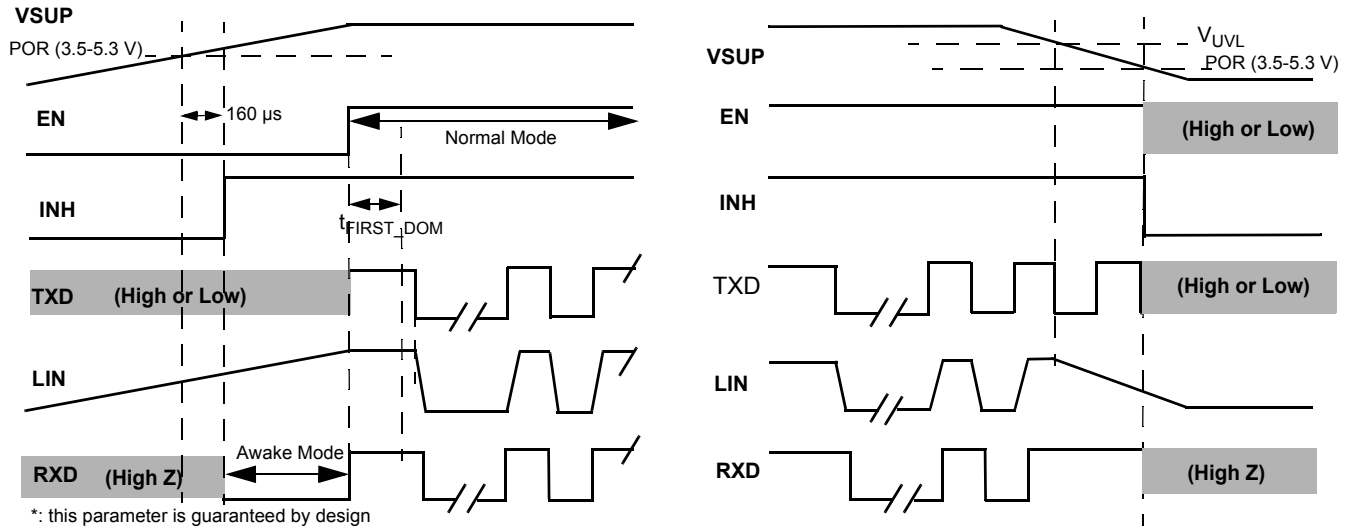 VSUP
POR (3.5-5.3 V)
160 µs
EN
Normal Mode
INH
tFIRST_DOM
TXD (High or Low)
LIN
Awake Mode
RXD (High Z)
*: this parameter is guaranteed by design
VUVL
VSUP
POR (3.5-5.3 V)
EN
(High or Low)
INH
TXD
(High or Low)
LIN
RXD
(High Z)